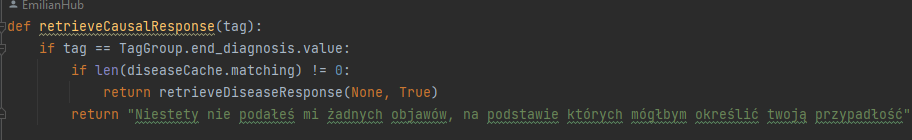 EmilianHub
def retrieveCausalResponse(tag):
    if tag == TagGroup.end_diagnosis.value:
        if len(diseaseCache.matching) != 0:
            return retrieveDiseaseResponse(None, True)
        return "Niestety nie podałeś mi żadnych objawów, na podstawie których mógłbym określić twoją przypadłość"